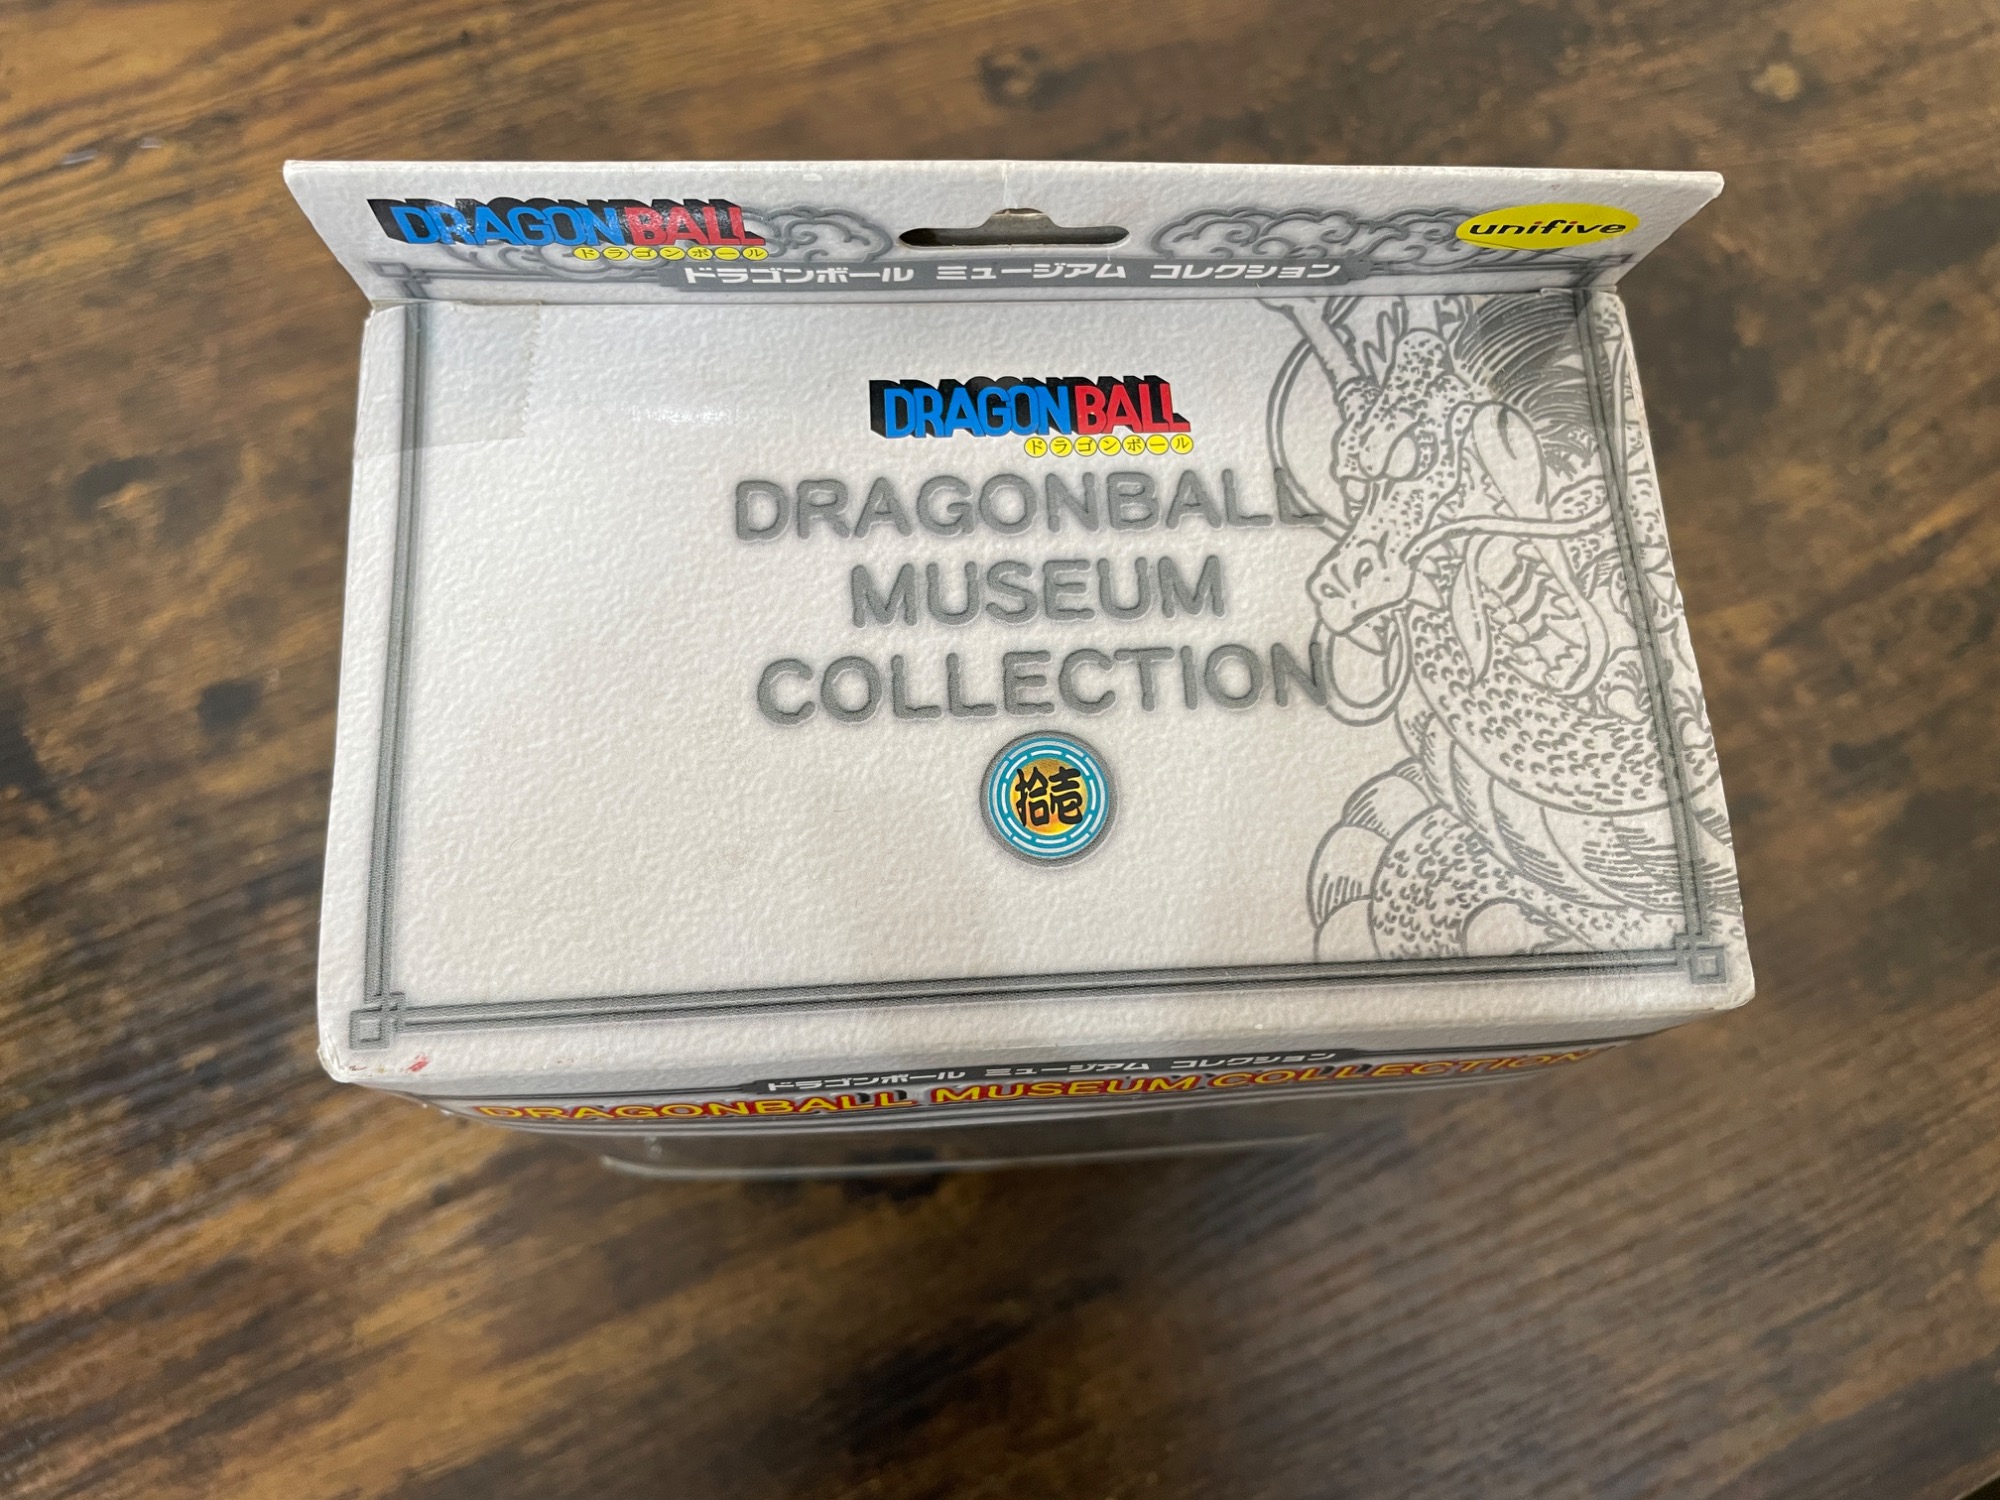 DRAGONBALL
ドラゴンボール
unifive
ドラゴンボール ミュージアム コレクション
DRAGONBALL
ドラゴンボール
DRAGONBALL
MUSEUM
COLLECTION
拾壱
ドラゴンボール ミュージアム コレクション
DRAGONBALL MUSEUM COLLECTION